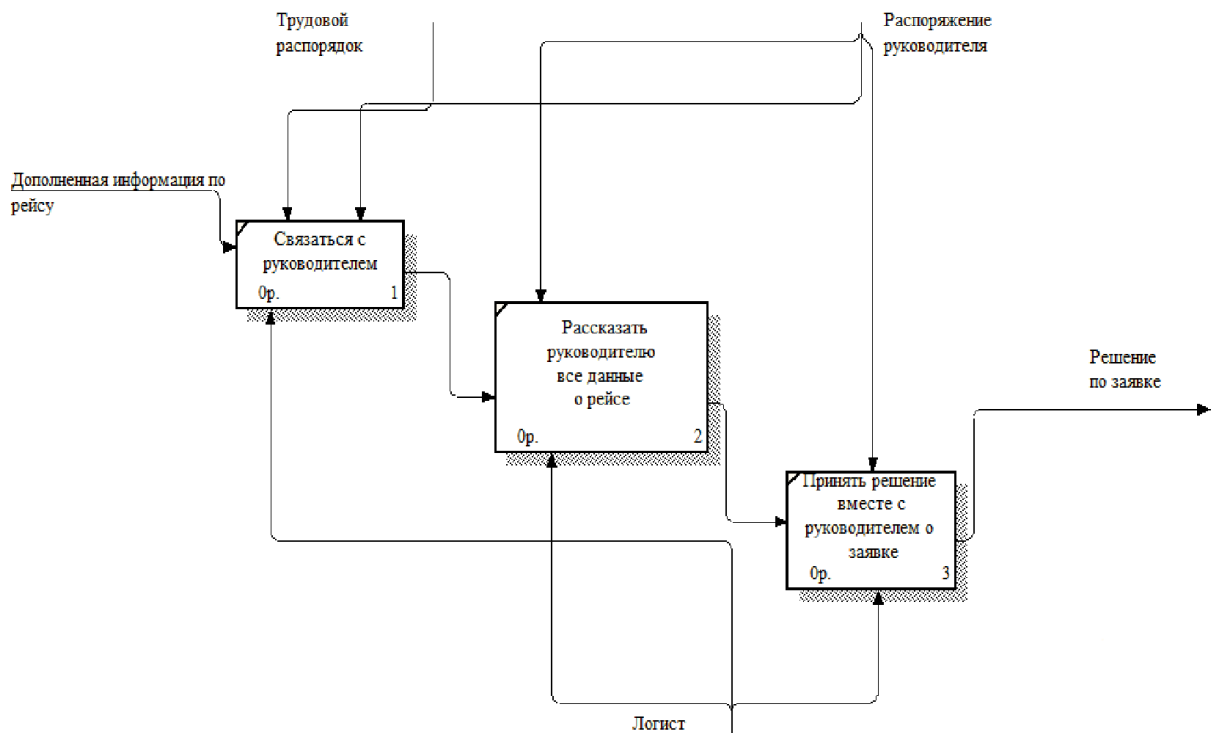 Трудовой
распорядок
Распоряжение
руководителя
Дополненная информация по
рейсу
Связаться с
руководителем
0р. 1
Рассказать
руководителю
все данные
о рейсе
0р. 2
Решение
по заявке
Принять решение
вместе с
руководителем о
заявке
0р. 3
Логист